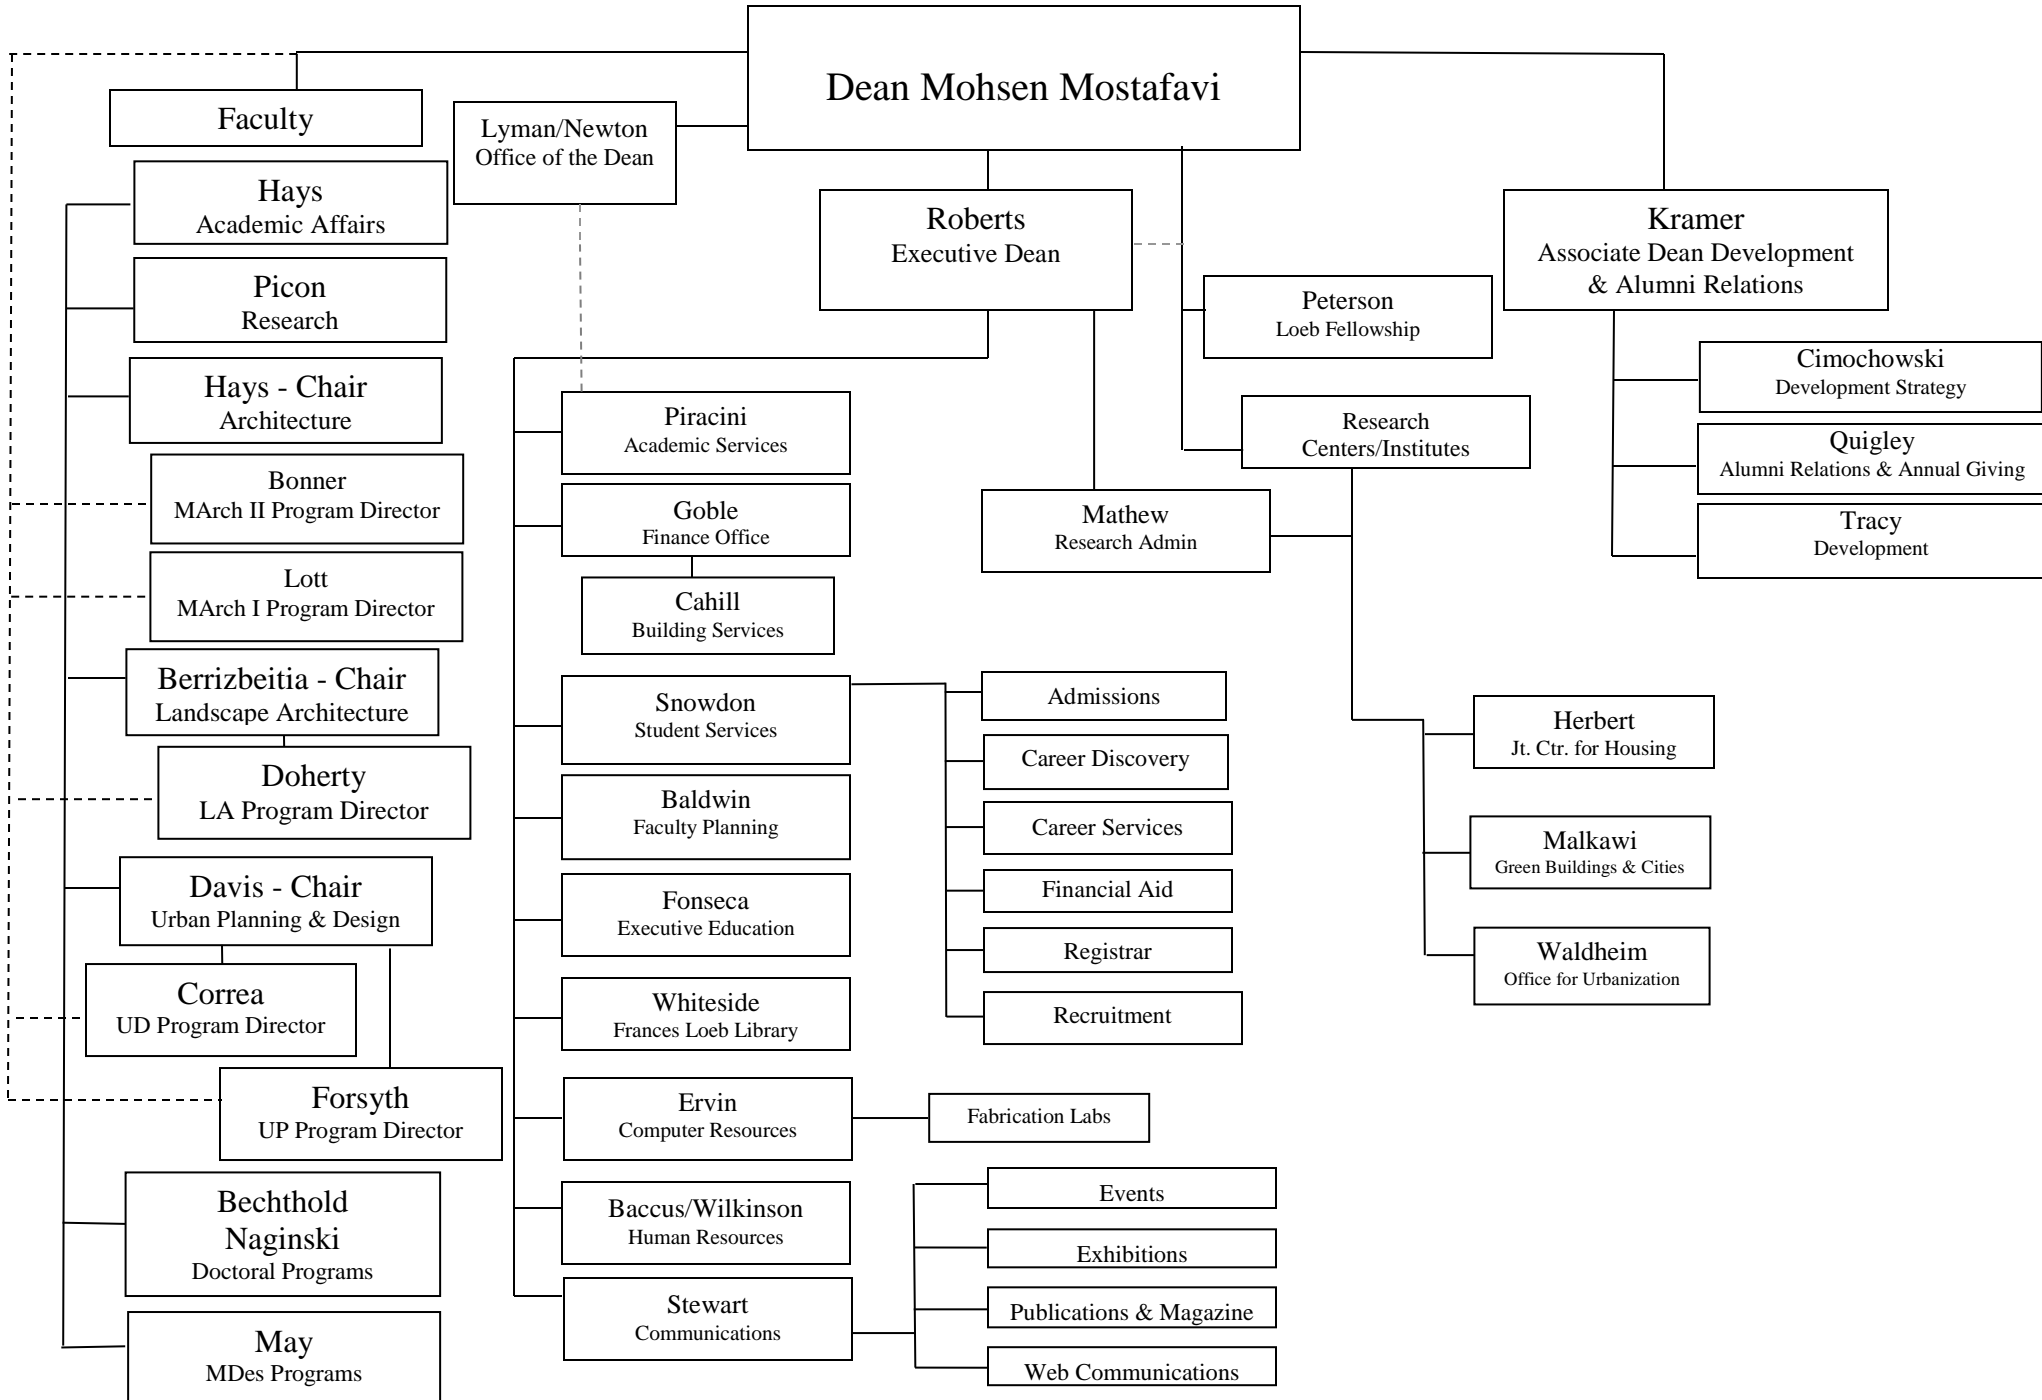 Dean Mohsen Mostafavi
Faculty
Lyman/Newton
Office of the Dean
Hays
Academic Affairs
Picon
Research
Hays - Chair
Architecture
Bonner
MArch II Program Director
Lott
MArch I Program Director
Berrizbeitia - Chair
Landscape Architecture
Doherty
LA Program Director
Davis - Chair
Urban Planning & Design
Correa
UD Program Director
Forsyth
UP Program Director
Bechthold
Naginski
Doctoral Programs
May
MDes Programs
Roberts
Executive Dean
Piracini
Academic Services
Goble
Finance Office
Cahill
Building Services
Snowdon
Student Services
Admissions
Career Discovery
Career Services
Financial Aid
Registrar
Recruitment
Baldwin
Faculty Planning
Fonseca
Executive Education
Whiteside
Frances Loeb Library
Ervin
Computer Resources
Fabrication Labs
Baccus/Wilkinson
Human Resources
Stewart
Communications
Events
Exhibitions
Publications & Magazine
Web Communications
Mathew
Research Admin
Peterson
Loeb Fellowship
Research
Centers/Institutes
Herbert
Jt. Ctr. for Housing
Malkawi
Green Buildings & Cities
Waldheim
Office for Urbanization
Kramer
Associate Dean Development
& Alumni Relations
Cimochowski
Development Strategy
Quigley
Alumni Relations & Annual Giving
Tracy
Development